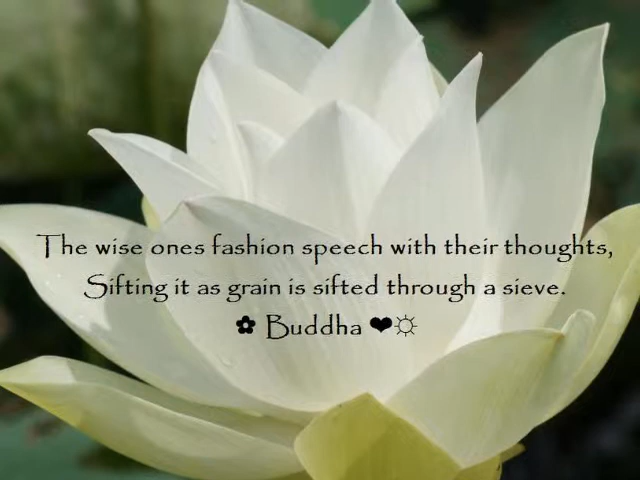 The wise ones fashion speech with their thoughts,
Sifting it as grain is sifted through a sieve.
✿ Buddha ❤☼